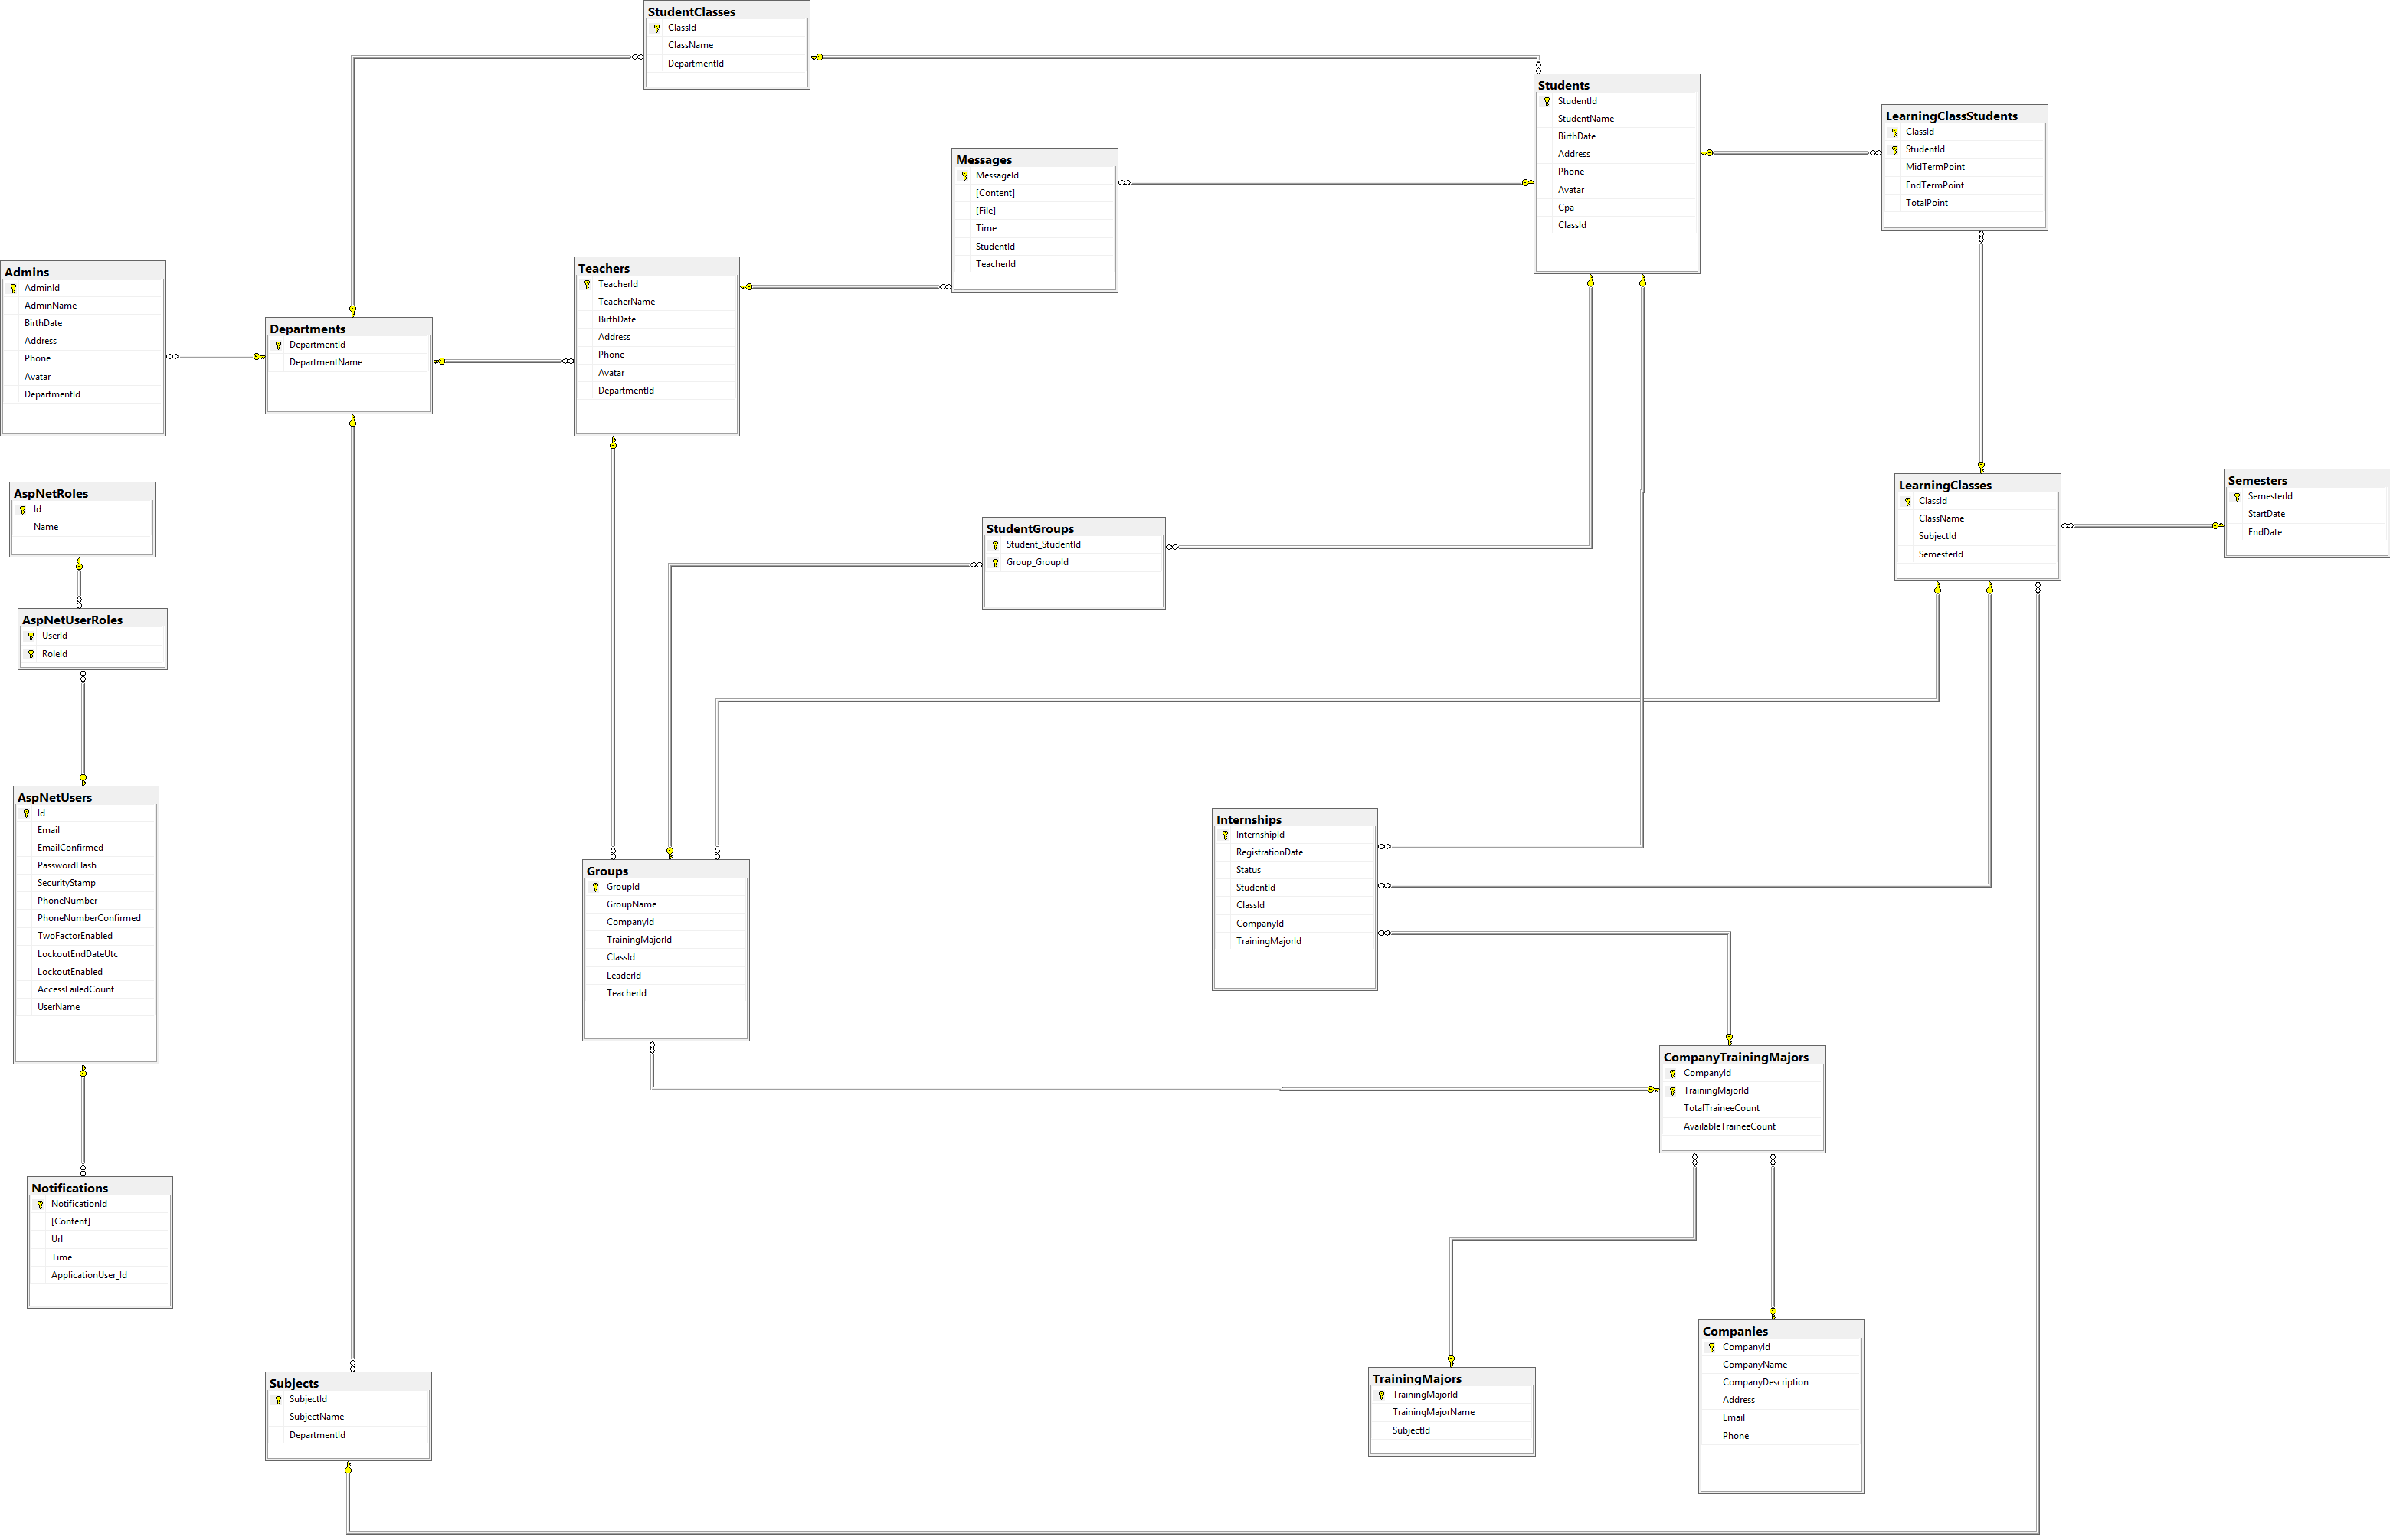 StudentClasses
ClassId
ClassName
DepartmentId
Students
StudentId
StudentName
BirthDate
Address
Phone
Avatar
Cpa
ClassId
LearningClassStudents
ClassId
StudentId
MidTermPoint
EndTermPoint
TotalPoint
Messages
MessageId
[Content]
[File]
Time
StudentId
TeacherId
Admins
AdminId
AdminName
BirthDate
Address
Phone
Avatar
DepartmentId
Departments
DepartmentId
DepartmentName
Teachers
TeacherId
TeacherName
BirthDate
Address
Phone
Avatar
DepartmentId
AspNetRoles
Id
Name
StudentGroups
Student_StudentId
Group_GroupId
LearningClasses
ClassId
ClassName
SubjectId
SemesterId
Semesters
SemesterId
StartDate
EndDate
AspNetUserRoles
UserId
RoleId
AspNetUsers
Id
Email
EmailConfirmed
PasswordHash
SecurityStamp
PhoneNumber
PhoneNumberConfirmed
TwoFactorEnabled
LockoutEndDateUtc
LockoutEnabled
AccessFailedCount
UserName
Groups
GroupId
GroupName
CompanyId
TrainingMajorId
ClassId
LeaderId
TeacherId
Internships
InternshipId
RegistrationDate
Status
StudentId
ClassId
CompanyId
TrainingMajorId
CompanyTrainingMajors
CompanyId
TrainingMajorId
TotalTraineeCount
AvailableTraineeCount
Notifications
NotificationId
[Content]
Url
Time
ApplicationUser_Id
Subjects
SubjectId
SubjectName
DepartmentId
TrainingMajors
TrainingMajorId
TrainingMajorName
SubjectId
Companies
CompanyId
CompanyName
CompanyDescription
Address
Email
Phone